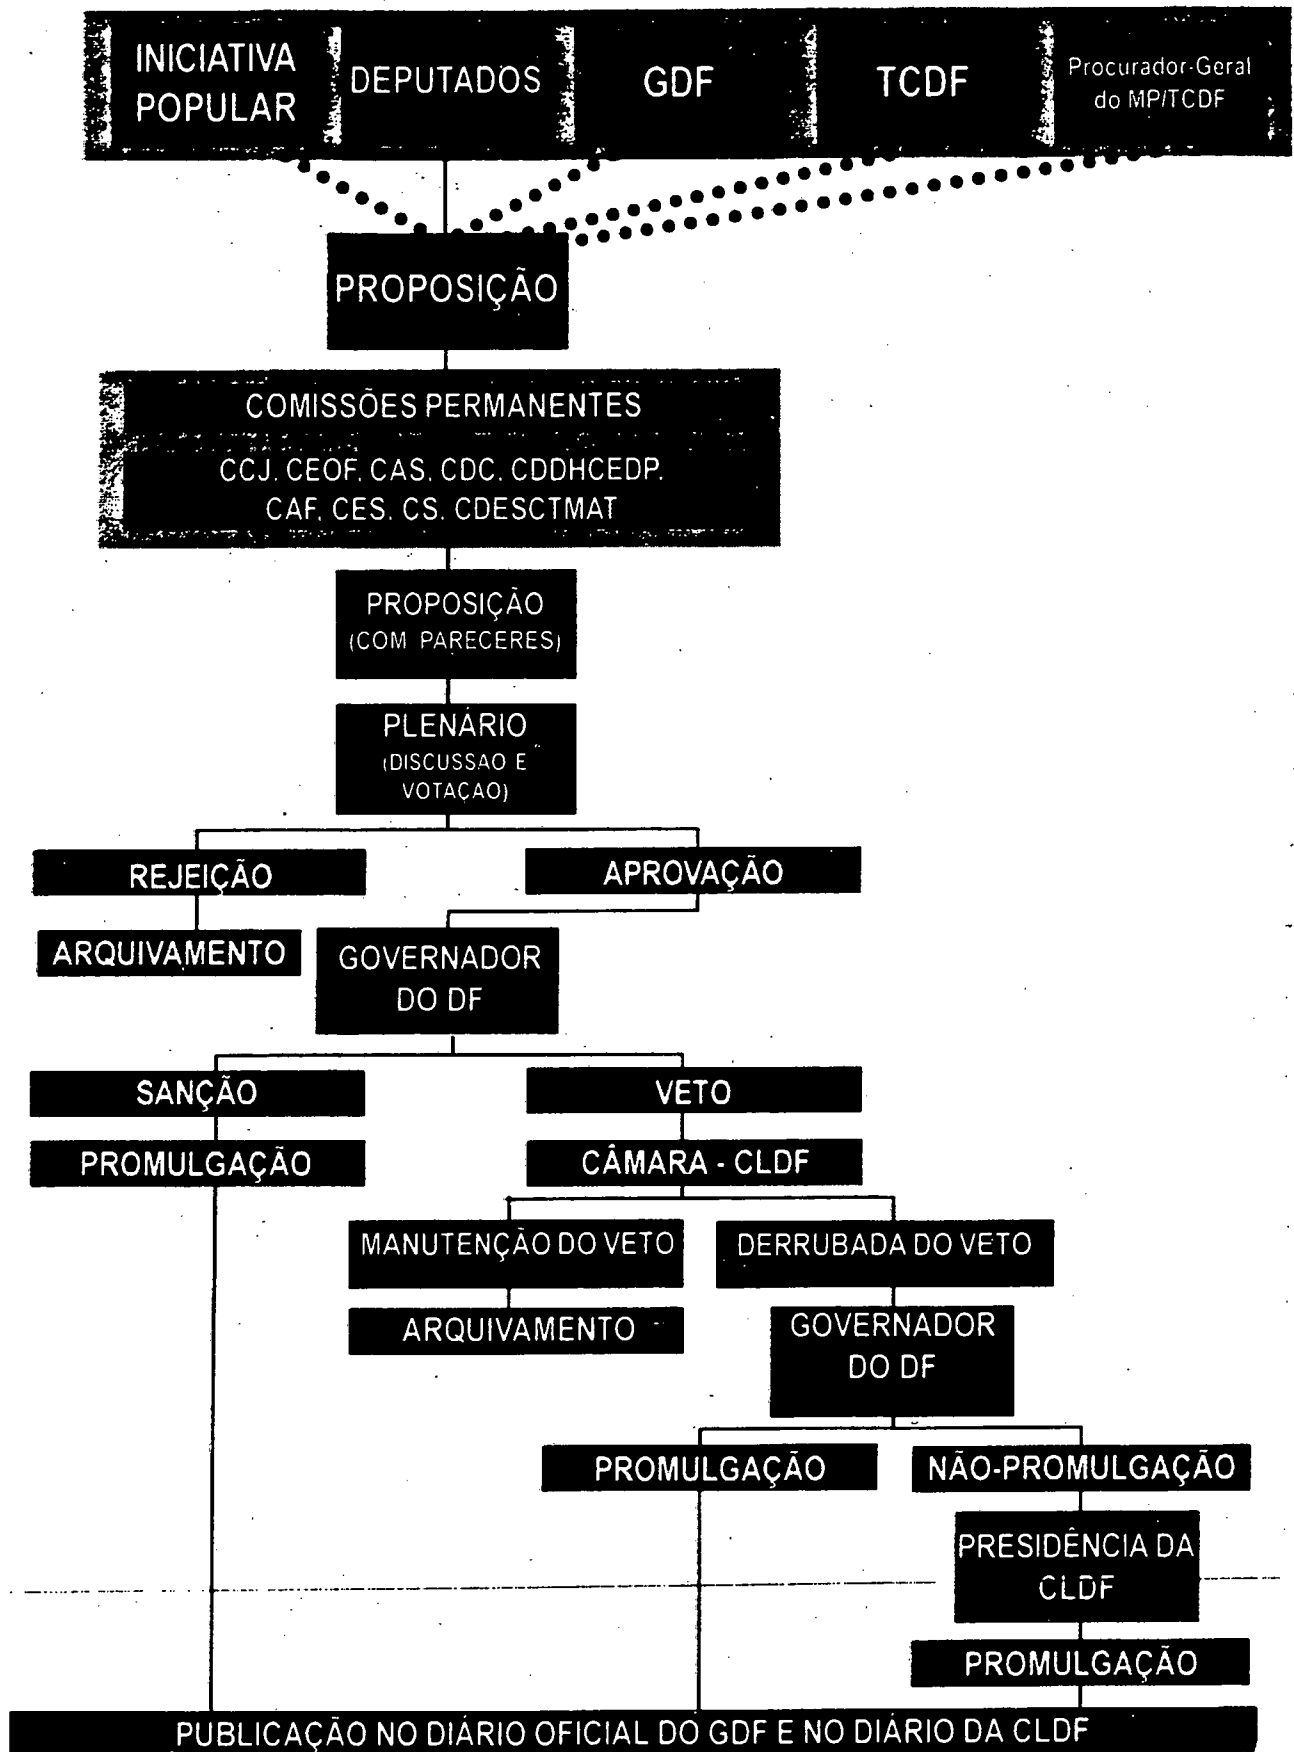 INICIATIVA
POPULAR
DEPUTADOS
GDF
TCDF
Procurador-Geral
do MP/TCDF
PROPOSIÇÃO
COMISSÕES PERMANENTES
CCJ. CEOF. CAS. CDC. CDDHCEDP.
CAF. CES. CS. CDESCTMAT
PROPOSIÇÃO
(COM PARECERES)
PLENÁRIO
(DISCUSSAO E
VOTAÇAO)
REJEIÇÃO
APROVAÇÃO
ARQUIVAMENTO
GOVERNADOR
DO DF
SANÇÃO
VETO
PROMULGAÇÃO
CÂMARA - CLDF
MANUTENÇÃO DO VETO
DERRUBADA DO VETO
ARQUIVAMENTO
GOVERNADOR
DO DF
PROMULGAÇÃO
NÃO-PROMULGAÇÃO
PRESIDÊNCIA DA
CLDF
PROMULGAÇÃO
PUBLICAÇÃO NO DIÁRIO OFICIAL DO GDF E NO DIÁRIO DA CLDF